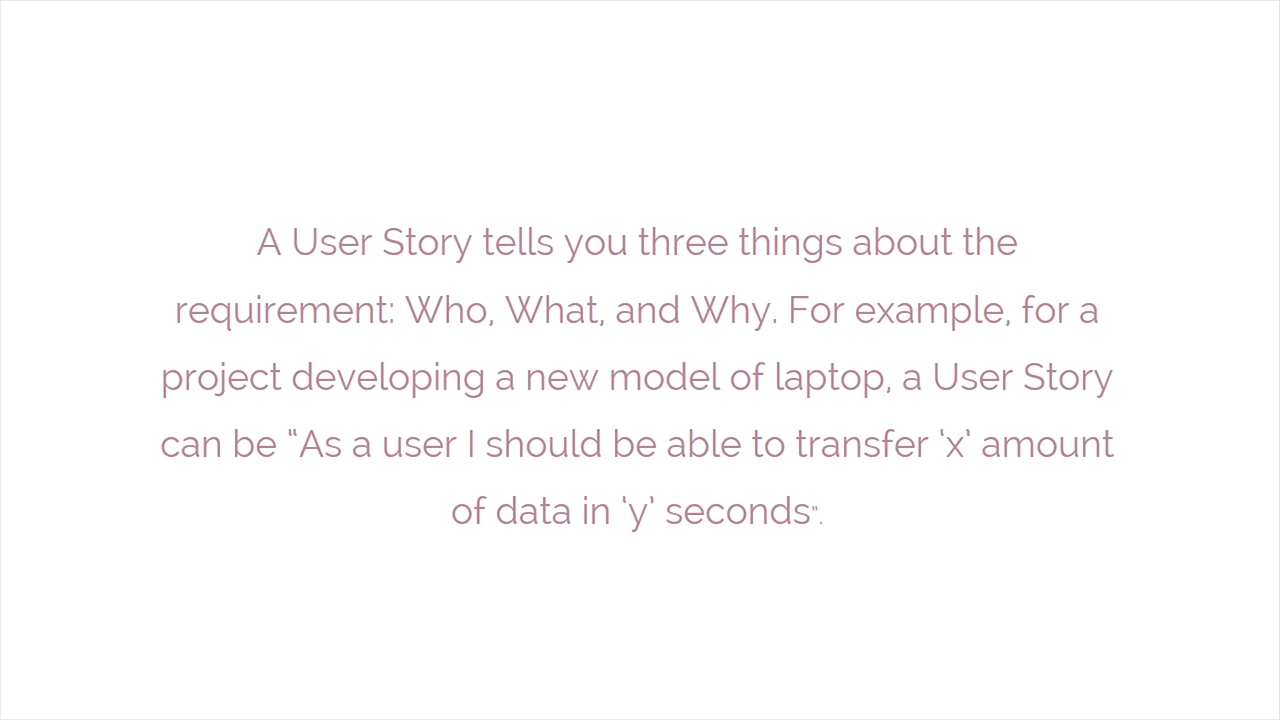 A User Story tells you three things about the
requirement: Who, What, and Why. For example, for a
project developing a new model of laptop, a User Story
can be “As a user I should be able to transfer ‘x’ amount
of data in ‘y’ seconds”.